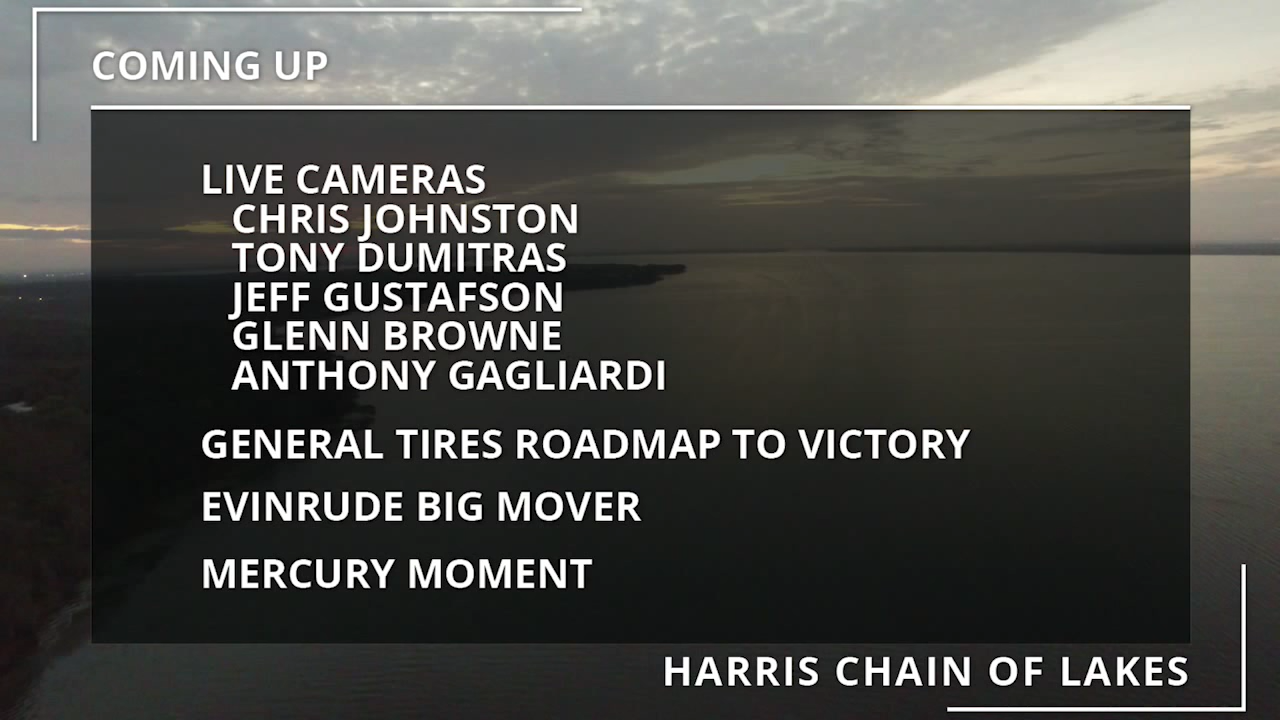 COMING UP
LIVE CAMERAS
CHRIS JOHNSTON
TONY DUMITRAS
JEFF GUSTAFSON
GLENN BROWNE
ANTHONY GAGLIARDI
GENERAL TIRES ROADMAP TO VICTORY
EVINRUDE BIG MOVER
MERCURY MOMENT
HARRIS CHAIN OF LAKES